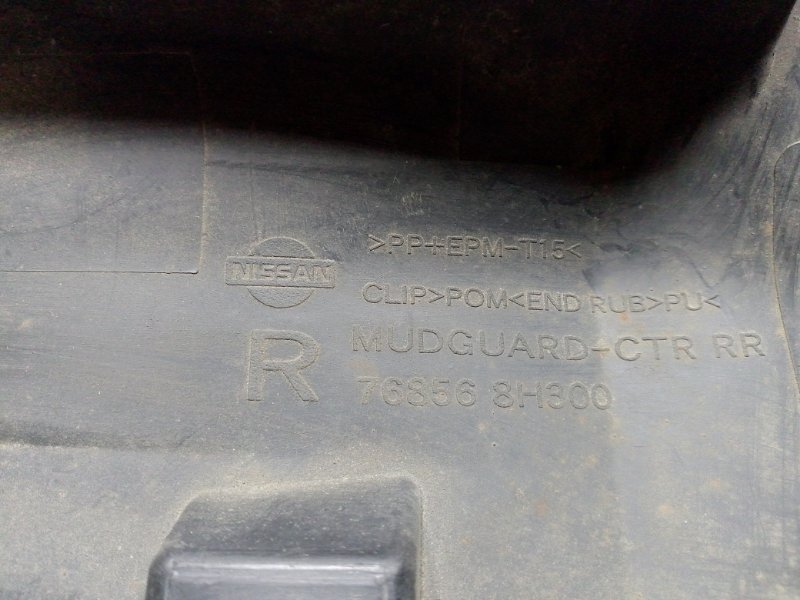 >PP+EPM-T15<
NISSAN
CLIP>POM<END RUB>PU<
R
MUDGUARD-CTR RR
76856 8H300